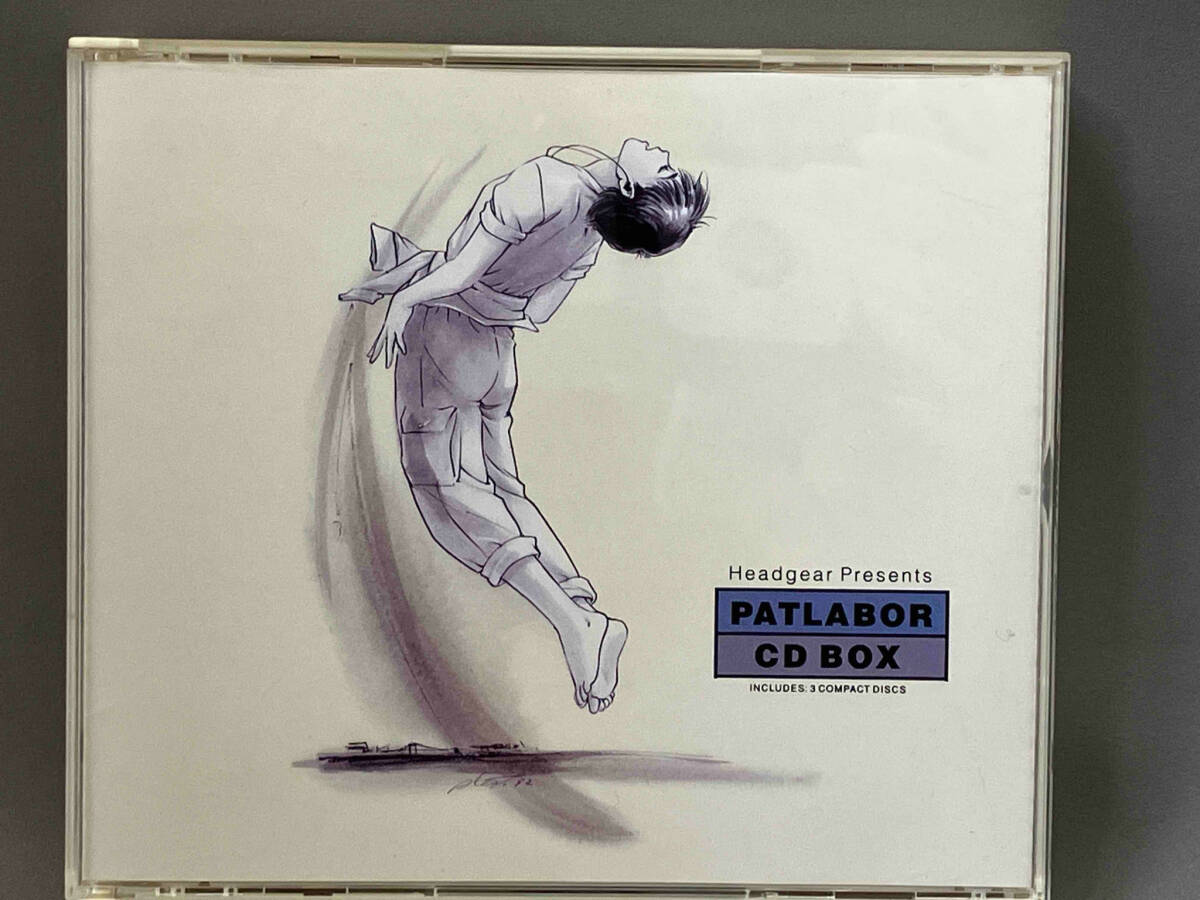 Headgear Presents
PATLABOR
CD BOX
INCLUDES: 3 COMPACT DISCS